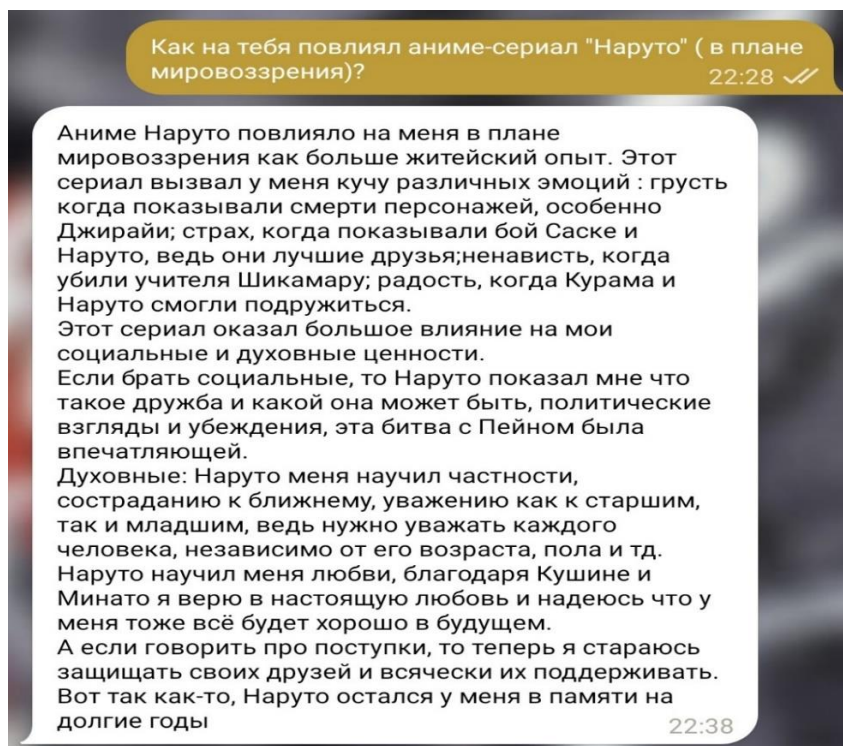 Как на тебя повлиял аниме-сериал "Наруто" ( в плане
мировоззрения)?
22:28
Аниме Наруто повлияло на меня в плане
мировоззрения как больше житейский опыт. Этот
сериал вызвал у меня кучу различных эмоций : грусть
когда показывали смерти персонажей, особенно
Джирайи; страх, когда показывали бой Саске и
Наруто, ведь они лучшие друзья;ненависть, когда
убили учителя Шикамару; радость, когда Курама и
Наруто смогли подружиться.
Этот сериал оказал большое влияние на мои
социальные и духовные ценности.
Если брать социальные, то Наруто показал мне что
такое дружба и какой она может быть, политические
взгляды и убеждения, эта битва с Пейном была
впечатляющей.
Духовные: Наруто меня научил частности,
состраданию к ближнему, уважению как к старшим,
так и младшим, ведь нужно уважать каждого
человека, независимо от его возраста, пола и тд.
Наруто научил меня любви, благодаря Кушине и
Минато я верю в настоящую любовь и надеюсь что у
меня тоже всё будет хорошо в будущем.
А если говорить про поступки, то теперь я стараюсь
защищать своих друзей и всячески их поддерживать.
Вот так как-то, Наруто остался у меня в памяти на
долгие годы
22:38